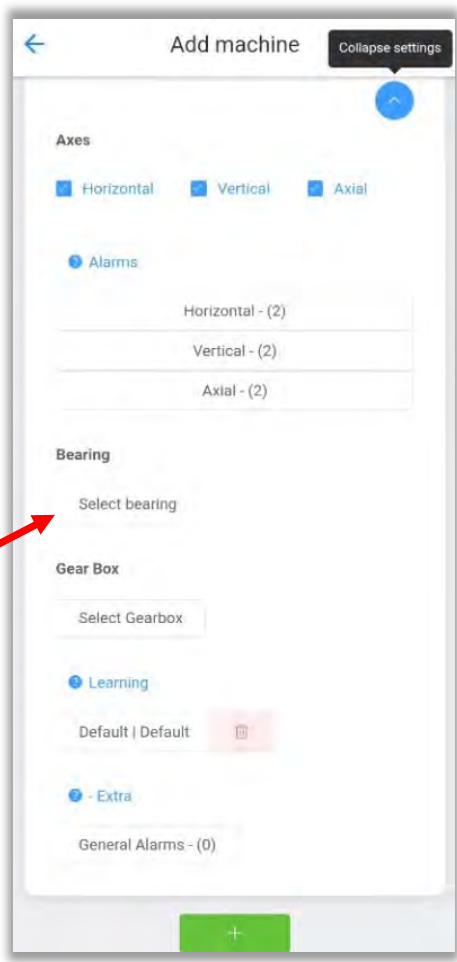 Add machine
Collapse settings
Axes
Horizontal Vertical Axial
Alarms
Horizontal - (2)
Vertical - (2)
Axial - (2)
Bearing
Select bearing
Gear Box
Select Gearbox
Learning
Default | Default
- Extra
General Alarms - (0)
+